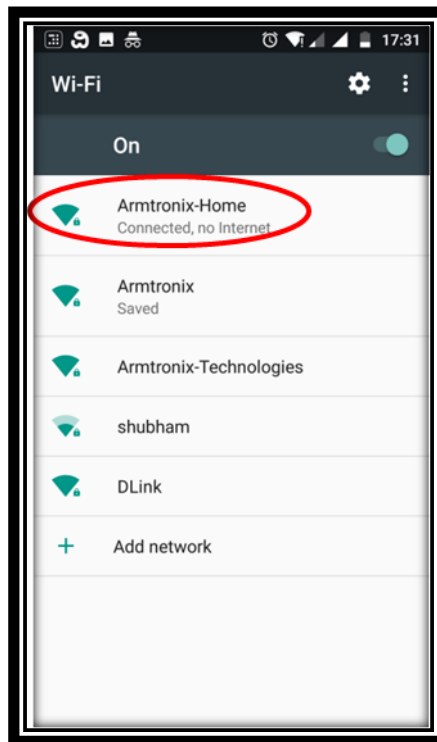 17:31
Wi-Fi
On
Armtronix-Home
Connected, no Internet
Armtronix
Saved
Armtronix-Technologies
shubham
DLink
Add network